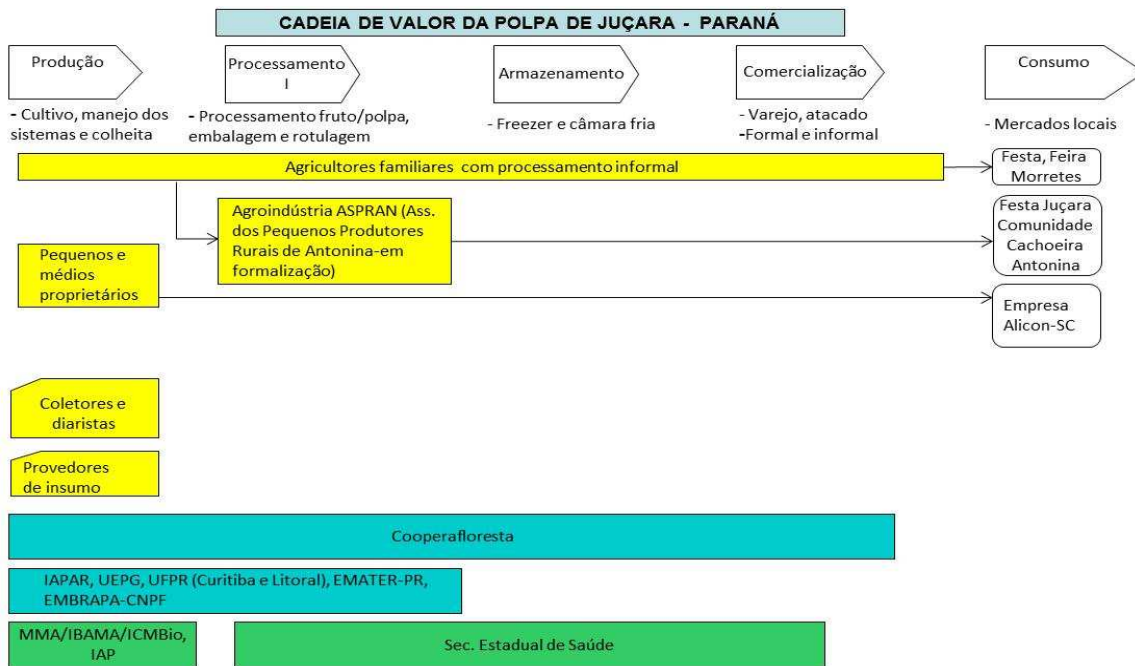 CADEIA DE VALOR DA POLPA DE JUÇARA - PARANÁ
Produção
Processamento
I
Armazenamento
Comercialização
Consumo
- Cultivo, manejo dos
sistemas e colheita
- Processamento fruto/polpa,
embalagem e rotulagem
- Freezer e câmara fria
- Varejo, atacado
-Formal e informal
- Mercados locais
Agricultores familiares com processamento informal
Festa, Feira
Morretes
Agroindústria ASPRAN (Ass.
dos Pequenos Produtores
Rurais de Antonina-em
formalização)
Festa Juçara
Comunidade
Cachoeira
Antonina
Pequenos e
médios
proprietários
Empresa
Alicon-SC
Coletores e
diaristas
Provedores
de insumo
Cooperafloresta
IAPAR, UEPG, UFPR (Curitiba e Litoral), EMATER-PR,
EMBRAPA-CNPF
MMA/IBAMA/ICMBio,
IAP
Sec. Estadual de Saúde